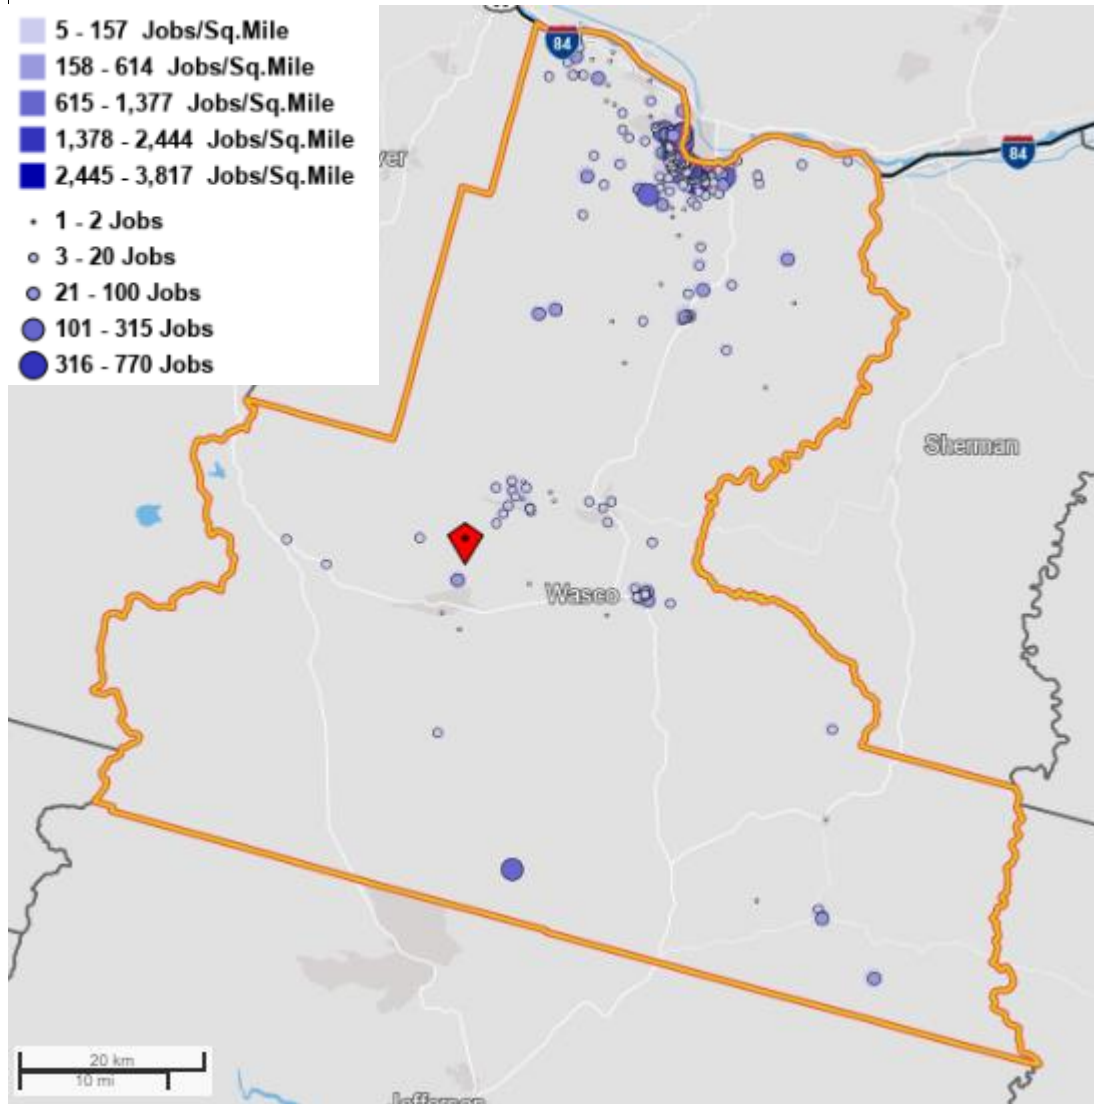 5 - 157 Jobs/Sq.Mile
158 - 614 Jobs/Sq.Mile
615 - 1,377 Jobs/Sq.Mile
1,378 - 2,444 Jobs/Sq.Mile
2,445 - 3,817 Jobs/Sq.Mile
1 - 2 Jobs
3 - 20 Jobs
21 - 100 Jobs
101 - 315 Jobs
316 - 770 Jobs
84
84
ver
Sherman
Wasco
20 km
10 mi
Jefferson